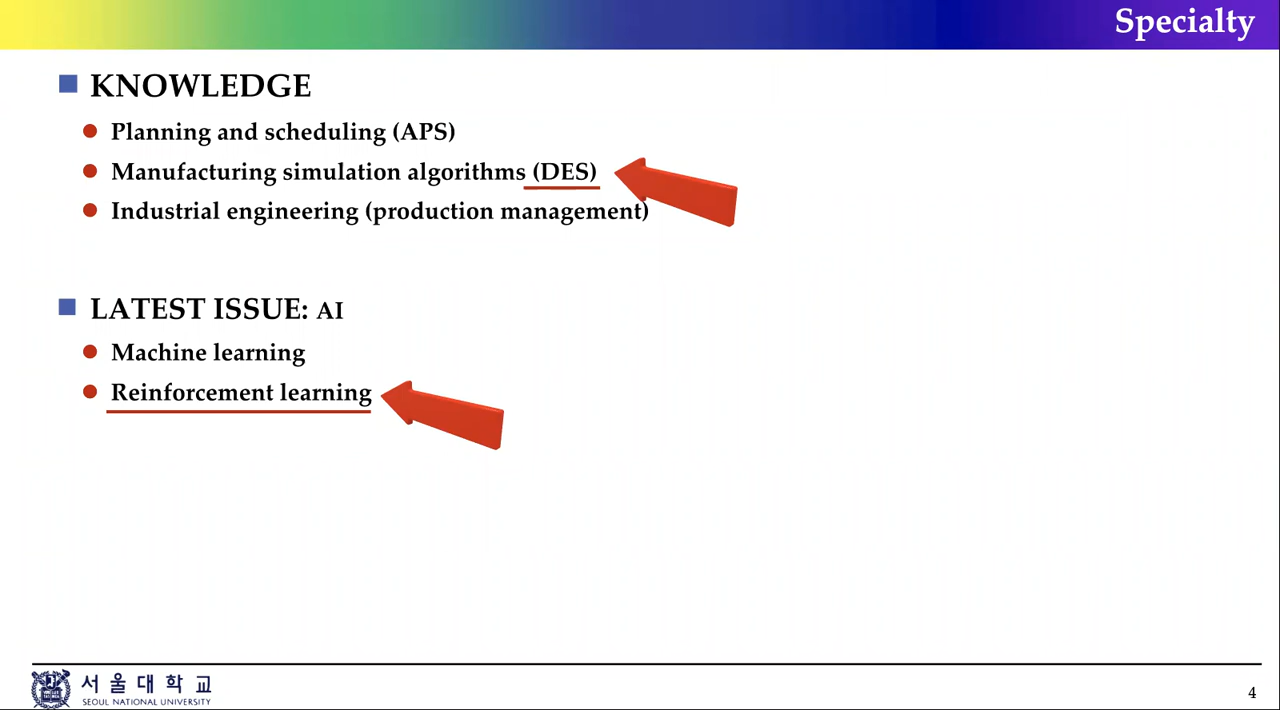 Specialty
KNOWLEDGE
Planning and scheduling (APS)
Manufacturing simulation algorithms (DES)
Industrial engineering (production management)
LATEST ISSUE: AI
Machine learning
Reinforcement learning
서울대학교
SEOUL NATIONAL UNIVERSITY
4